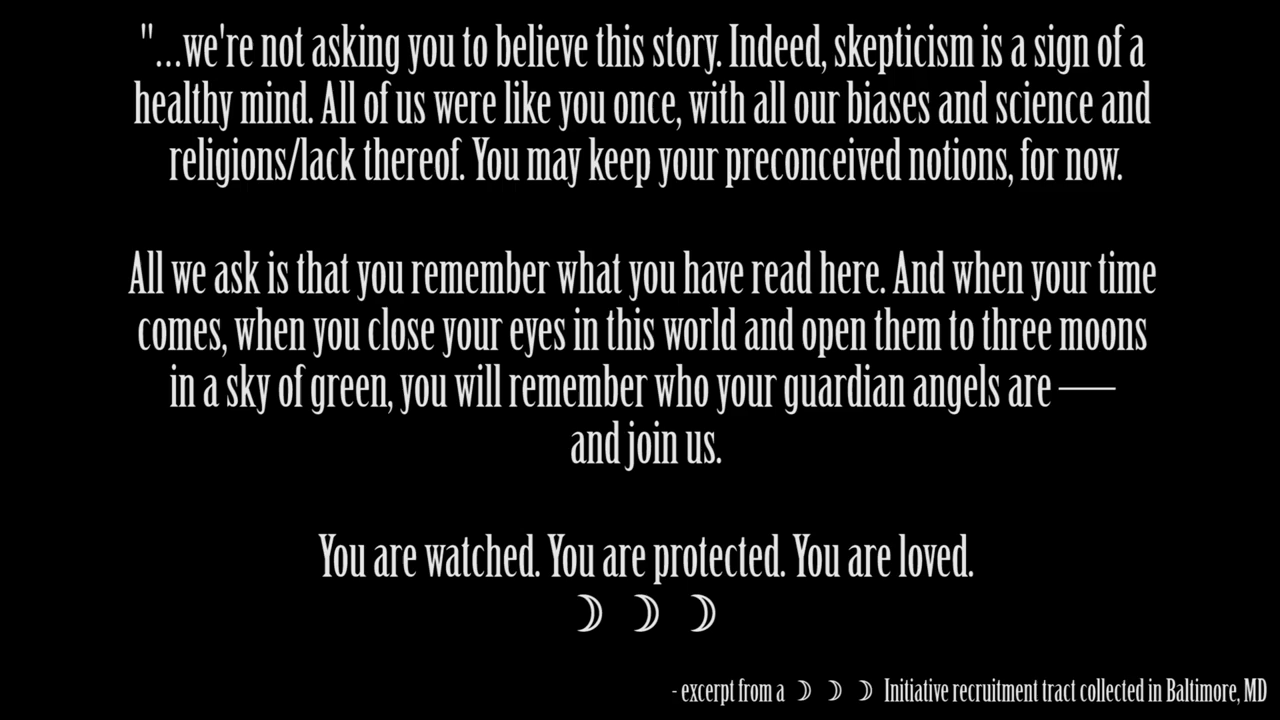 "...we're not asking you to believe this story. Indeed, skepticism is a sign of a
healthy mind. All of us were like you once, with all our biases and science and
religions/lack thereof. You may keep your preconceived notions, for now.
All we ask is that you remember what you have read here. And when your time
comes, when you close your eyes in this world and open them to three moons
in a sky of green, you will remember who your guardian angels are —
and join us.
You are watched. You are protected. You are loved.
☽ ☽ ☽
- excerpt from a ☽ ☽ ☽ Initiative recruitment tract collected in Baltimore, MD